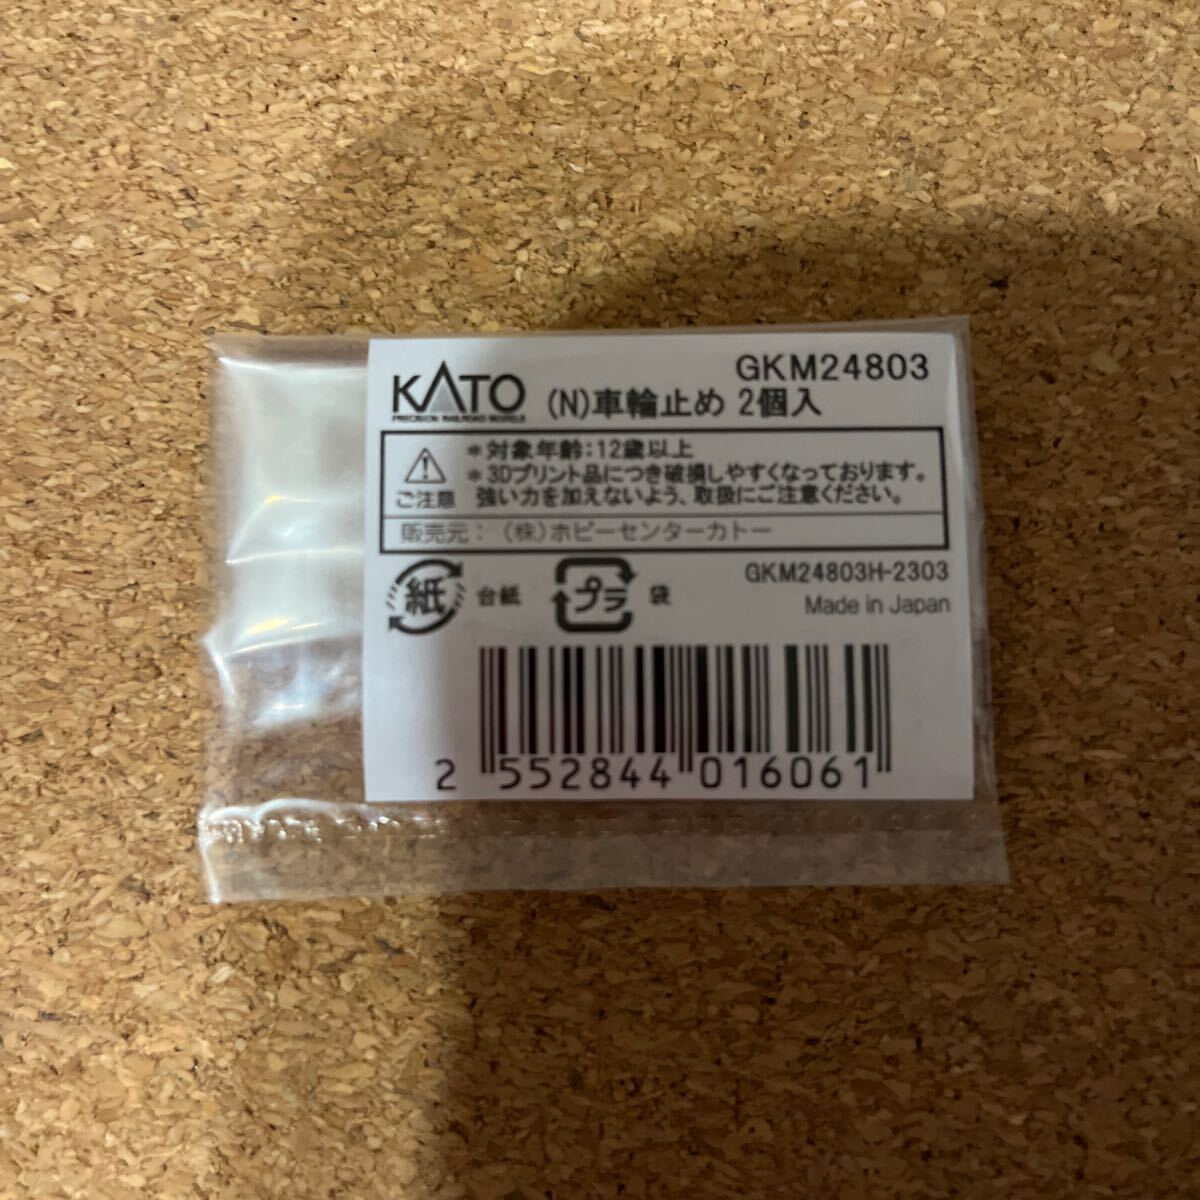 GKM24803
KATO
PRECISION RAILROAD MODELS
(N)車輪止め 2個入
ご注意
*対象年齢:12歳以上
*3Dプリント品につき破損しやすくなっております。
強い力を加えないよう、取扱にご注意ください。
販売元: (株)ホビーセンターカトー
紙 台紙 プラ 袋
GKM24803H-2303
Made in Japan
2 552844 016061